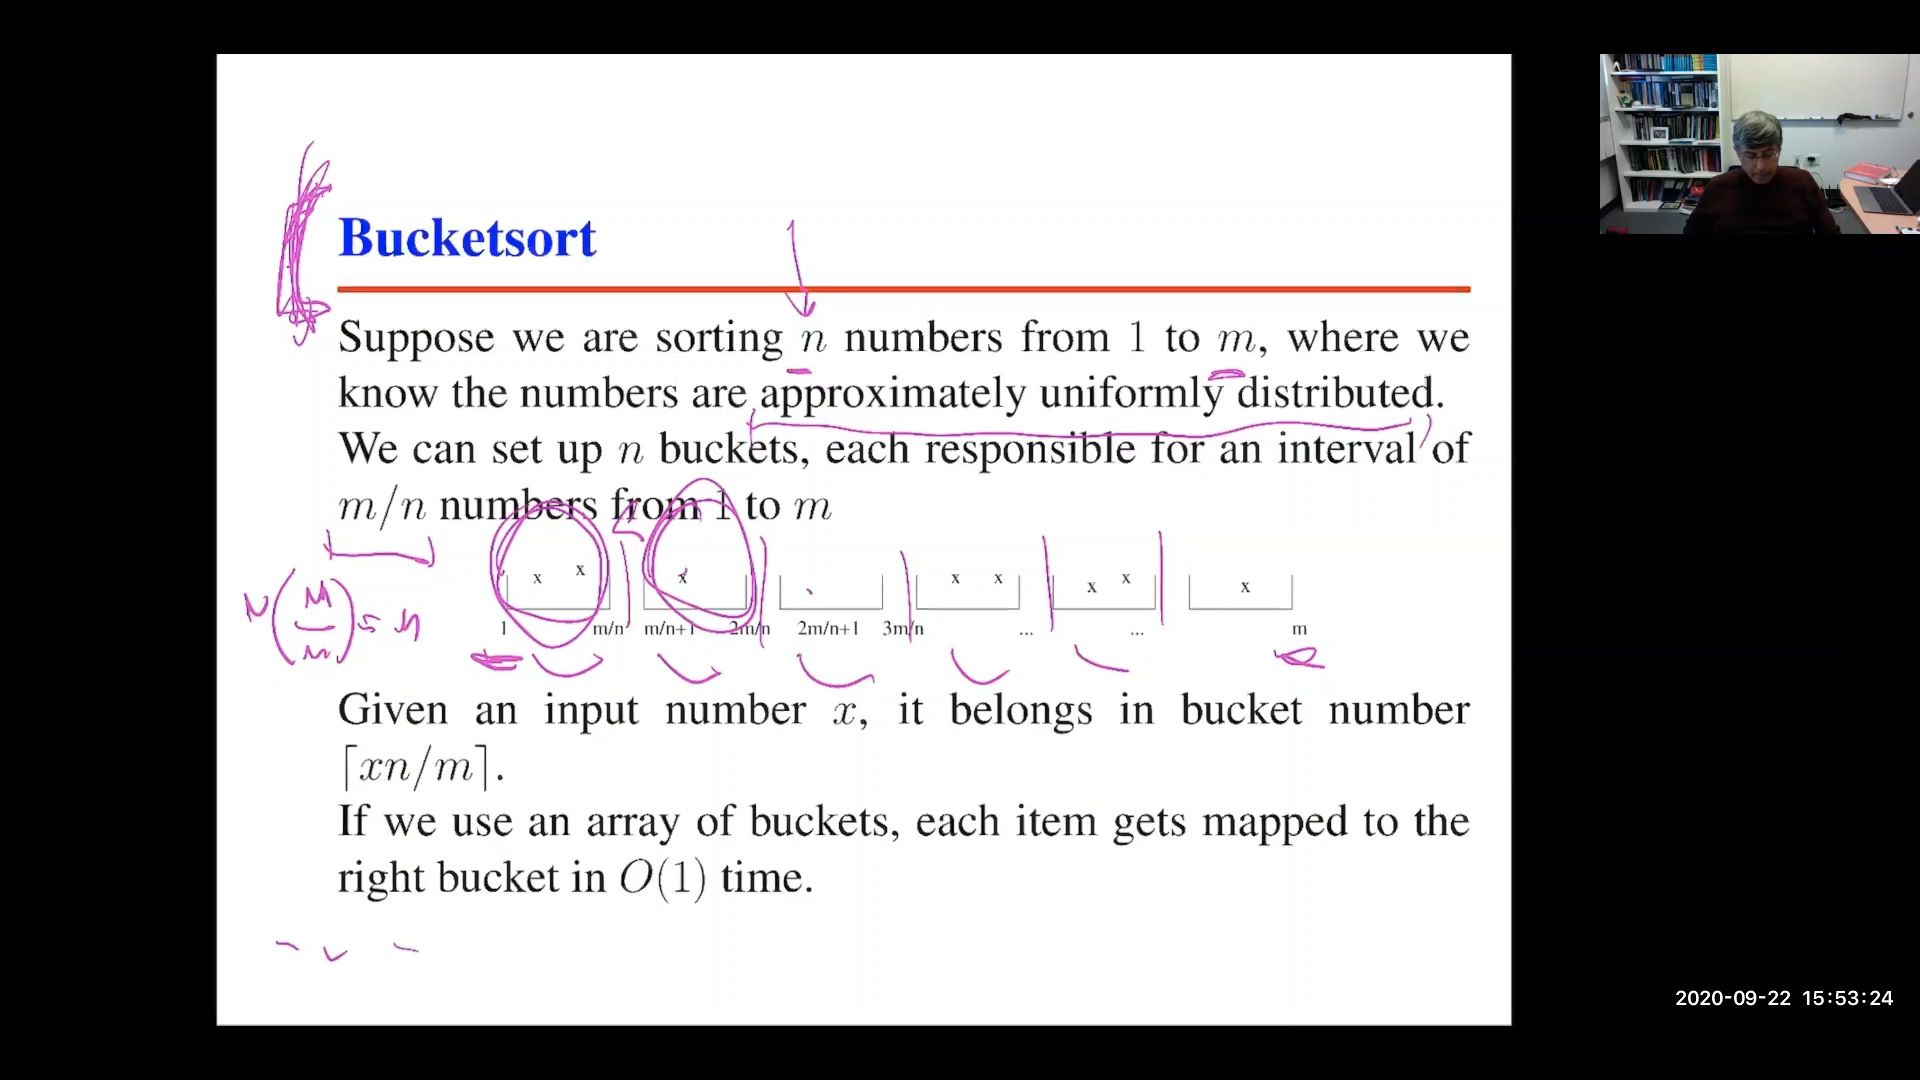 Bucketsort
Suppose we are sorting n numbers from 1 to m, where we
know the numbers are approximately uniformly distributed.
We can set up n buckets, each responsible for an interval of
m/n numbers from 1 to m
x x x x x x x x
1 m/n m/n+1 2m/n 2m/n+1 3m/n ... ... m
Given an input number x, it belongs in bucket number
⌈xn/m⌉.
If we use an array of buckets, each item gets mapped to the
right bucket in O(1) time.
2020-09-22 15:53:24